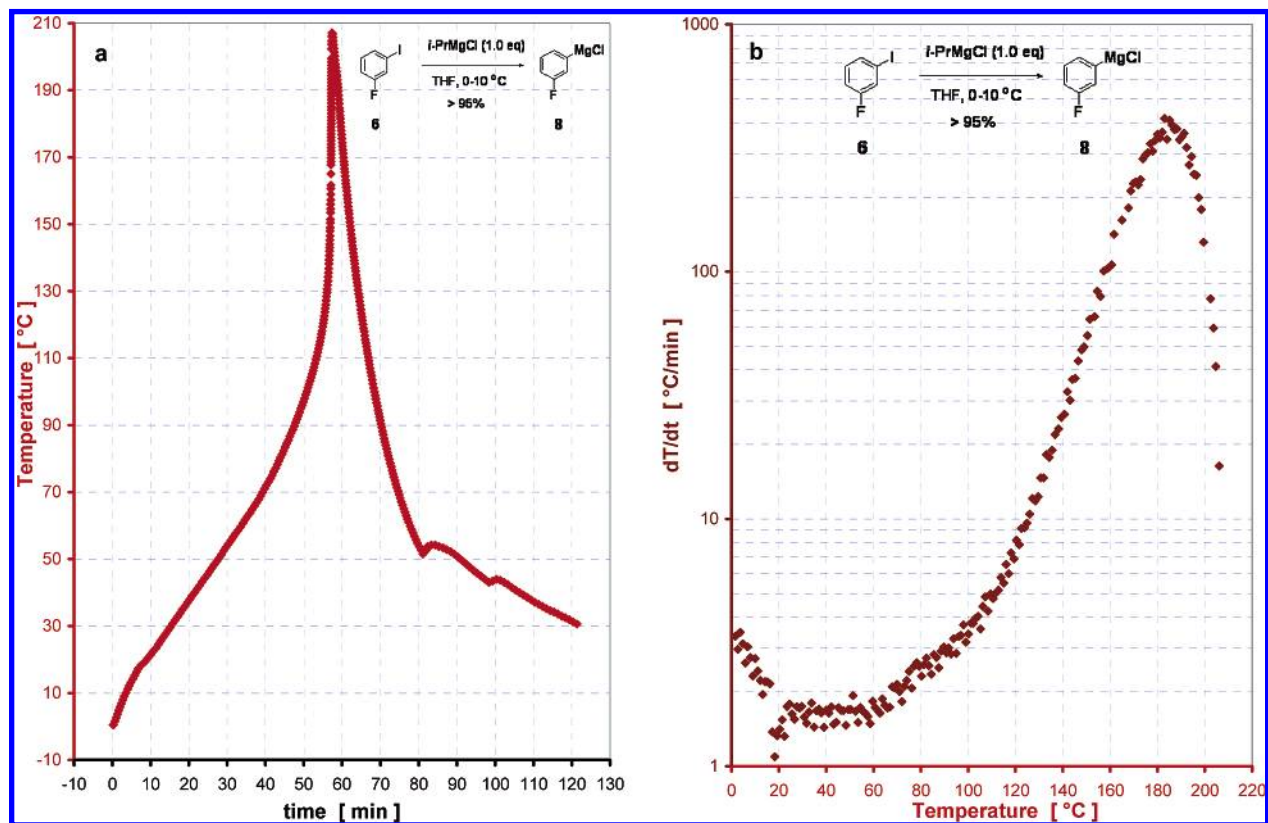 a
I
F
6
i-PrMgCl (1.0 eq)
THF, 0-10 °C
> 95%
MgCl
F
8
210
190
170
150
130
110
90
70
50
30
10
-10
Temperature [ °C ]
-10 0 10 20 30 40 50 60 70 80 90 100 110 120 130
time [ min ]
b
I
F
6
i-PrMgCl (1.0 eq)
THF, 0-10 °C
> 95%
MgCl
F
8
1000
100
10
1
dT/dt [ °C/min ]
0 20 40 60 80 100 120 140 160 180 200 220
Temperature [ °C ]